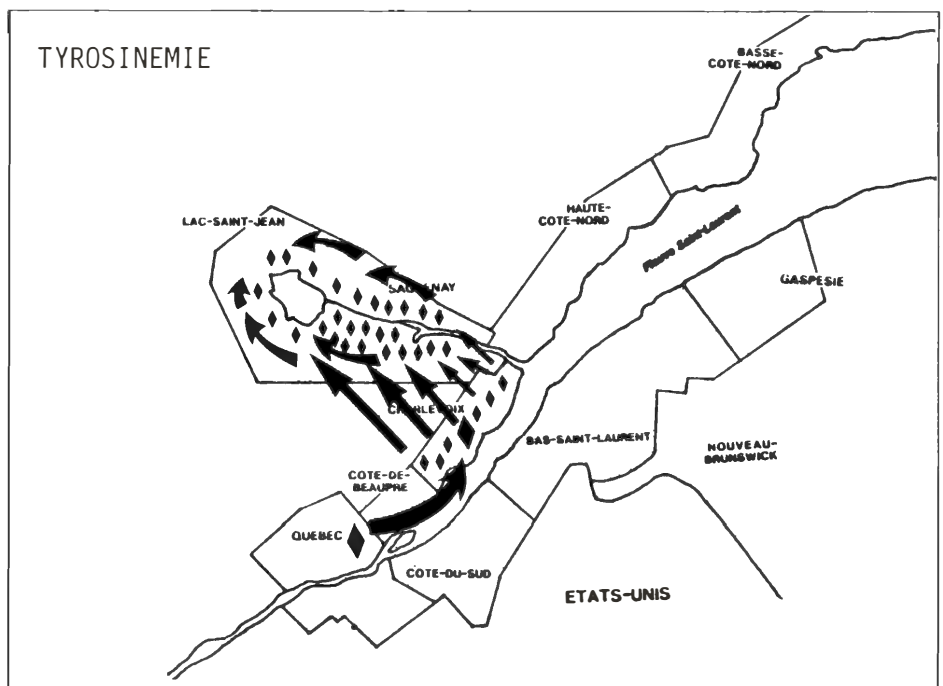 TYROSINEMIE
BASSE-
COTE-NORD
LAC-SAINT-JEAN
HAUTE-
COTE-NORD
Fleuve Saint-Laurent
SAGUENAY
GASPESIE
CHARLEVOIX
BAS-SAINT-LAURENT
NOUVEAU-
BRUNSWICK
COTE-DE-
BEAUPRE
QUEBEC
COTE-DU-SUD
ETATS-UNIS